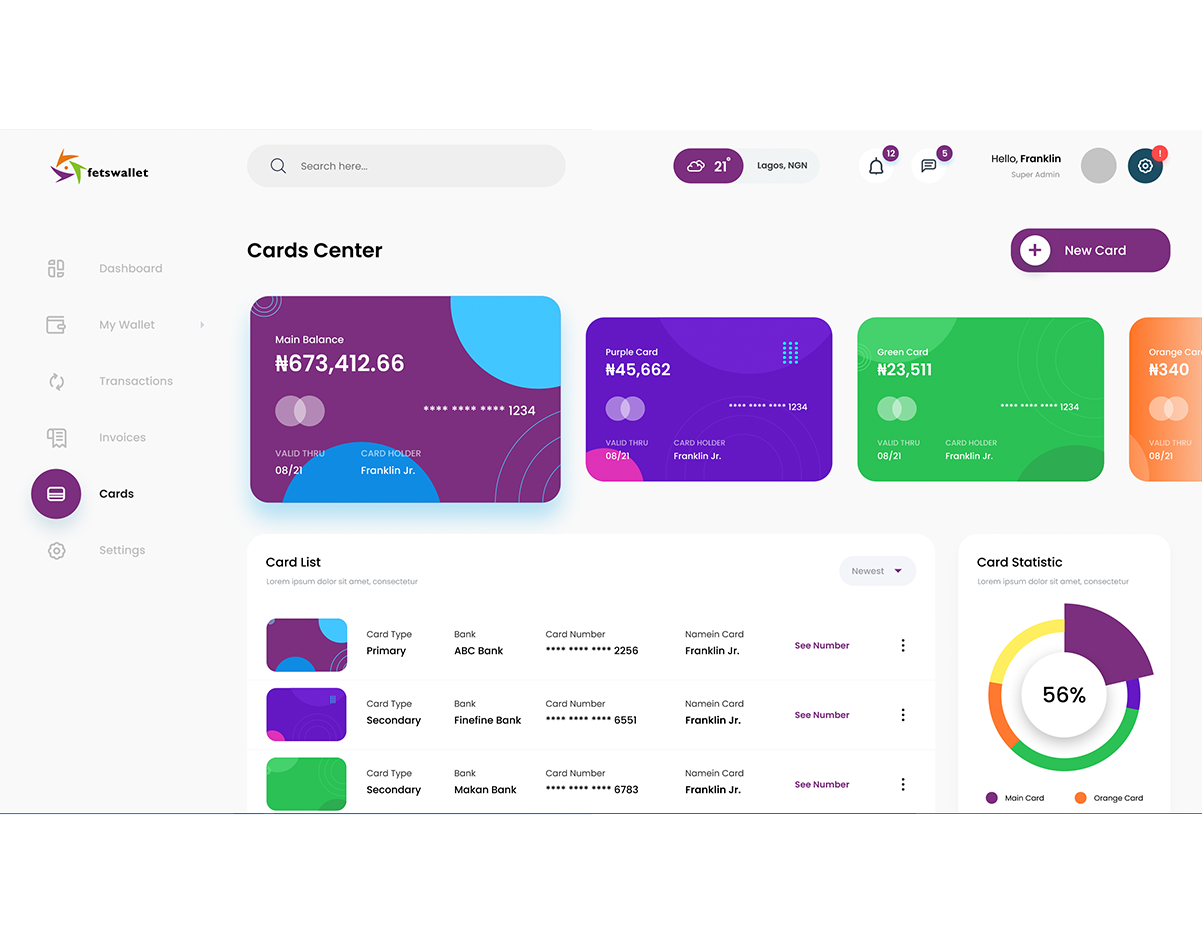 fetswallet
Search here...
21°
Lagos, NGN
12
5
Hello, Franklin
Super Admin
!
Dashboard
My Wallet
Transactions
Invoices
Cards
Settings
Cards Center
New Card
Main Balance
₦673,412.66
**** **** **** 1234
VALID THRU CARD HOLDER
08/21 Franklin Jr.
Purple Card
₦45,662
**** **** **** 1234
VALID THRU CARD HOLDER
08/21 Franklin Jr.
Green Card
₦23,511
**** **** **** 1234
VALID THRU CARD HOLDER
08/21 Franklin Jr.
Orange Car
₦340
VALID THRU
08/21
Card List
Lorem ipsum dolor sit amet, consectetur
Newest
Card Type Bank Card Number Namein Card
Primary ABC Bank **** **** **** 2256 Franklin Jr. See Number
Card Type Bank Card Number Namein Card
Secondary Finefine Bank **** **** **** 6551 Franklin Jr. See Number
Card Type Bank Card Number Namein Card
Secondary Makan Bank **** **** **** 6783 Franklin Jr. See Number
Card Statistic
Lorem ipsum dolor sit amet, consectetur
56%
Main Card Orange Card